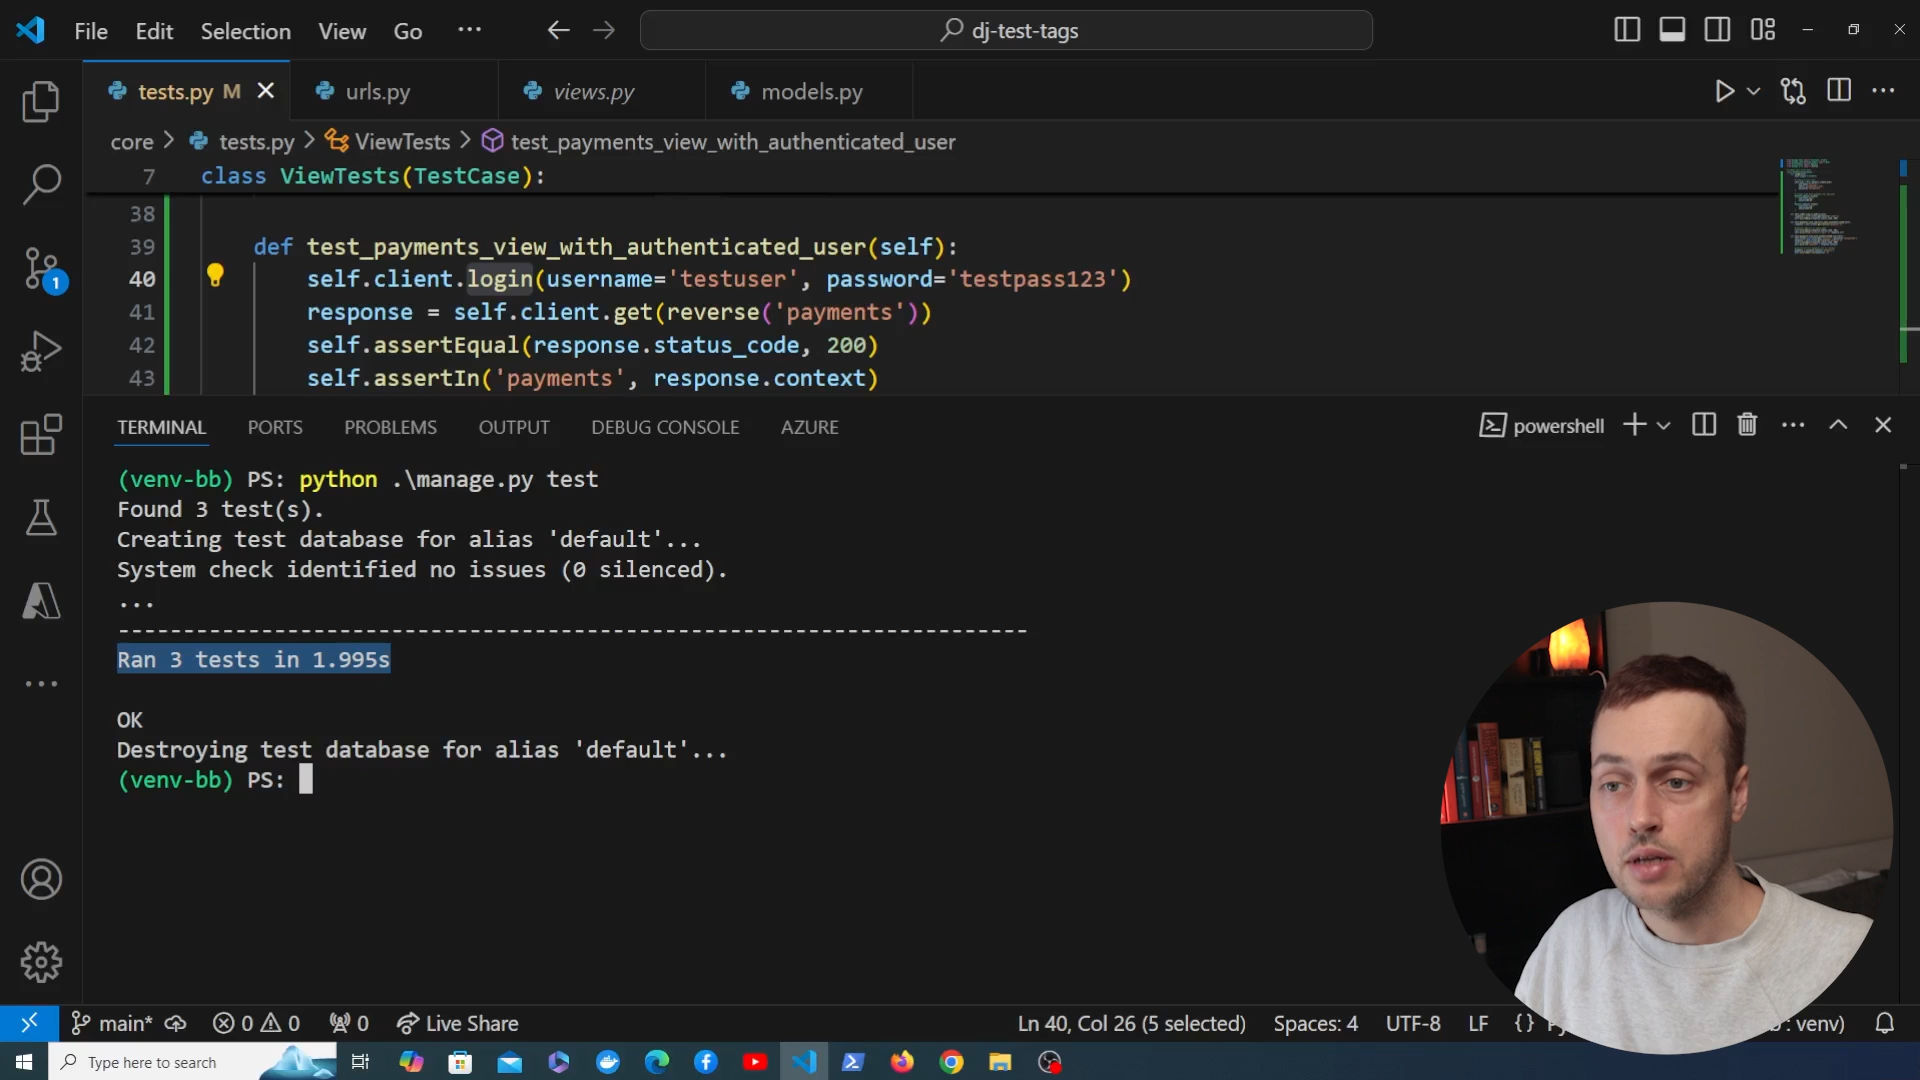 File Edit Selection View Go ··· dj-test-tags
tests.py M urls.py views.py models.py
core > tests.py > ViewTests > test_payments_view_with_authenticated_user
7 class ViewTests(TestCase):
38
39 def test_payments_view_with_authenticated_user(self):
40 self.client.login(username='testuser', password='testpass123')
41 response = self.client.get(reverse('payments'))
42 self.assertEqual(response.status_code, 200)
43 self.assertIn('payments', response.context)
1
TERMINAL PORTS PROBLEMS OUTPUT DEBUG CONSOLE AZURE powershell
(venv-bb) PS: python .\manage.py test
Found 3 test(s).
Creating test database for alias 'default'...
System check identified no issues (0 silenced).
...
----------------------------------------------------------------------
Ran 3 tests in 1.995s
OK
Destroying test database for alias 'default'...
(venv-bb) PS:
main* 0 0 0 Live Share Ln 40, Col 26 (5 selected) Spaces: 4 UTF-8 LF {} : venv)
Type here to search